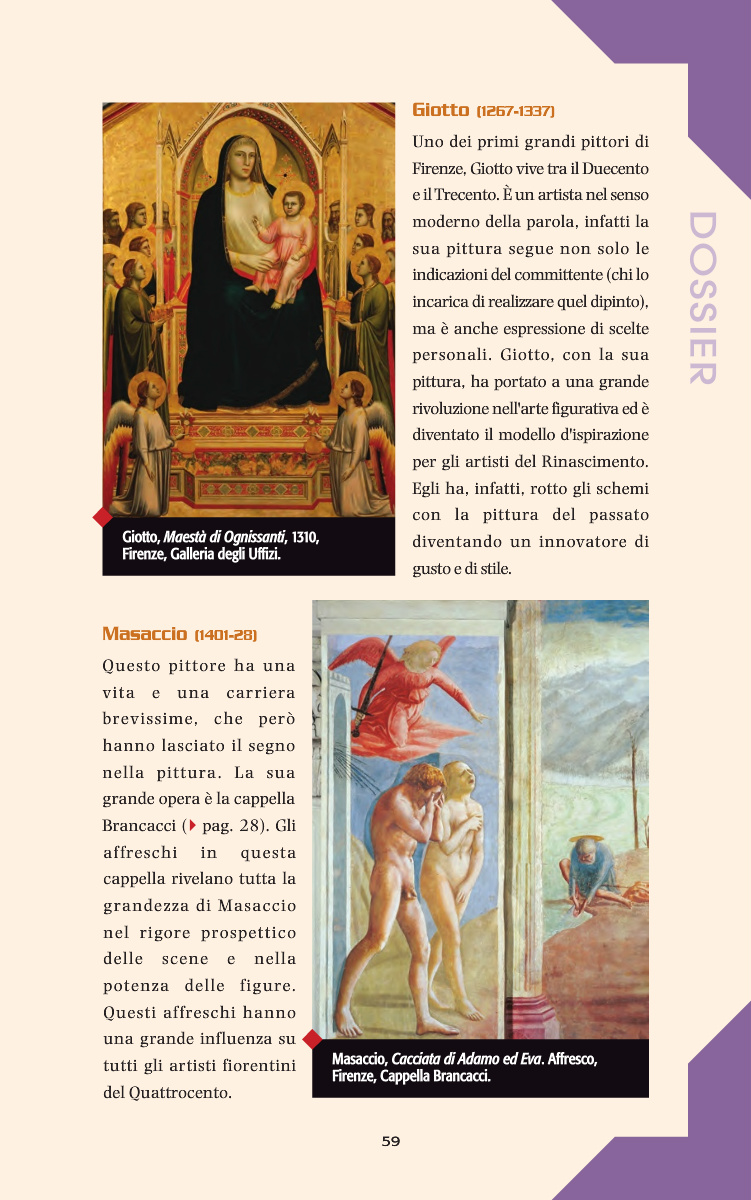 Giotto (1267-1337)
Uno dei primi grandi pittori di
Firenze, Giotto vive tra il Duecento
e il Trecento. È un artista nel senso
moderno della parola, infatti la
sua pittura segue non solo le
indicazioni del committente (chi lo
incarica di realizzare quel dipinto),
ma è anche espressione di scelte
personali. Giotto, con la sua
pittura, ha portato a una grande
rivoluzione nell'arte figurativa ed è
diventato il modello d'ispirazione
per gli artisti del Rinascimento.
Egli ha, infatti, rotto gli schemi
con la pittura del passato
diventando un innovatore di
gusto e di stile.
DOSSIER
Giotto, Maestà di Ognissanti, 1310,
Firenze, Galleria degli Uffizi.
Masaccio (1401-28)
Questo pittore ha una
vita e una carriera
brevissime, che però
hanno lasciato il segno
nella pittura. La sua
grande opera è la cappella
Brancacci (▶ pag. 28). Gli
affreschi in questa
cappella rivelano tutta la
grandezza di Masaccio
nel rigore prospettico
delle scene e nella
potenza delle figure.
Questi affreschi hanno
una grande influenza su
tutti gli artisti fiorentini
del Quattrocento.
Masaccio, Cacciata di Adamo ed Eva. Affresco,
Firenze, Cappella Brancacci.
59